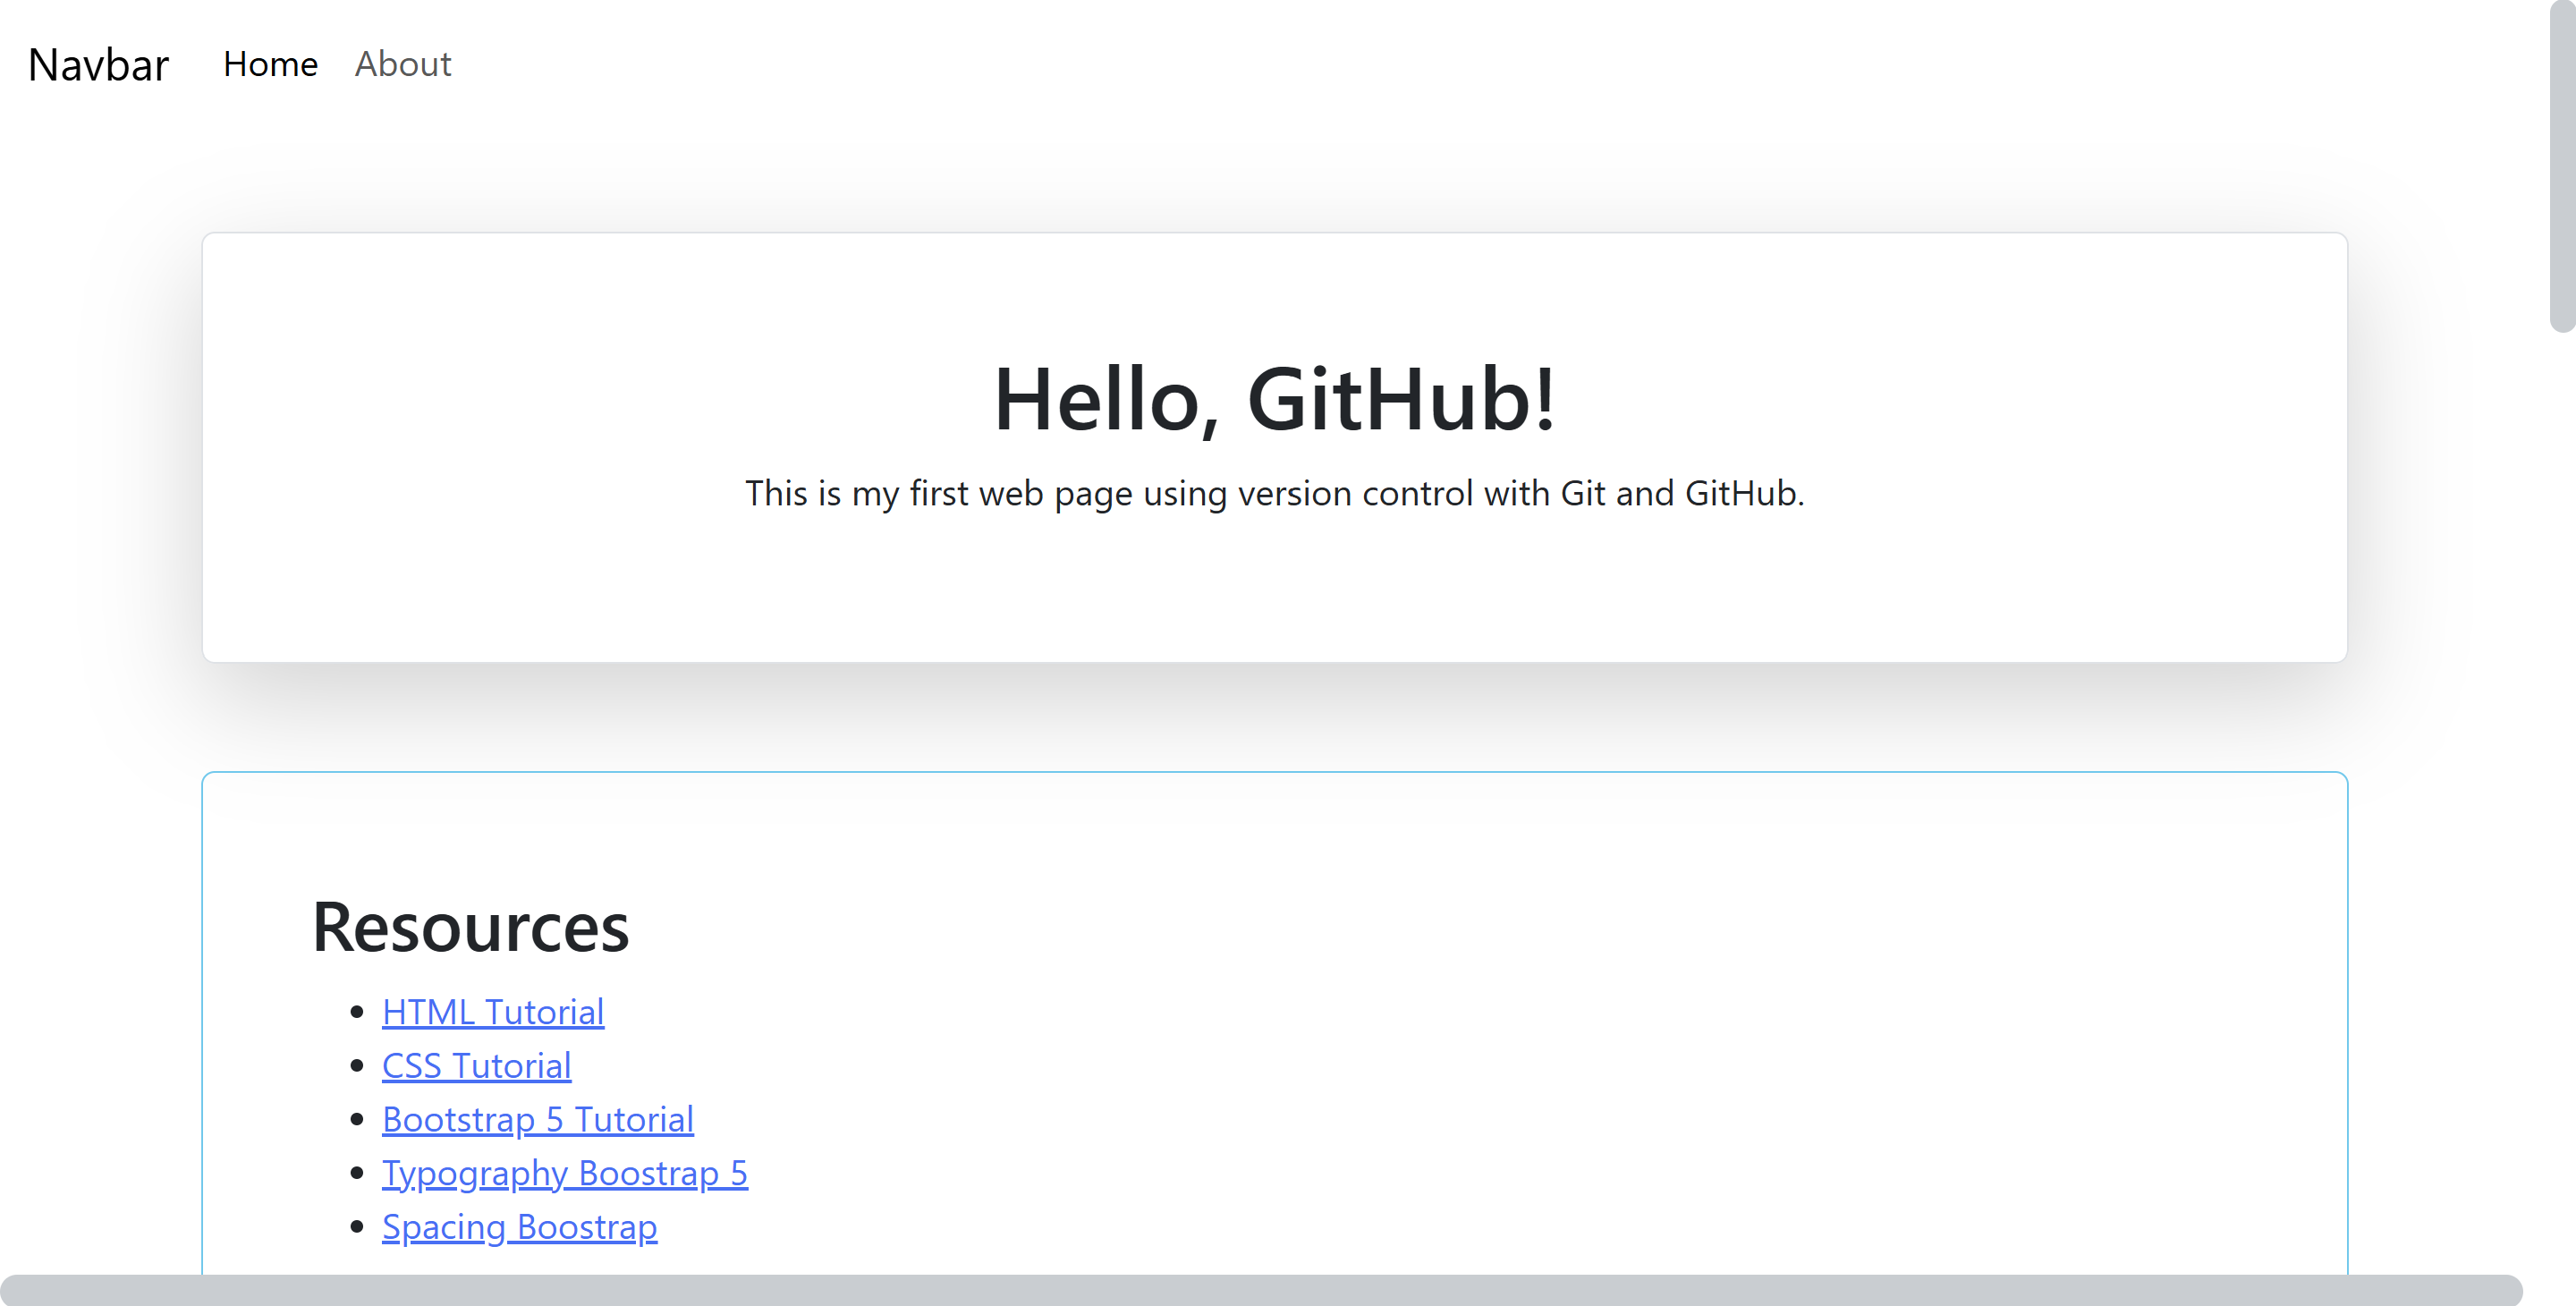 Navbar Home About
Hello, GitHub!
This is my first web page using version control with Git and GitHub.
Resources
HTML Tutorial
CSS Tutorial
Bootstrap 5 Tutorial
Typography Boostrap 5
Spacing Boostrap